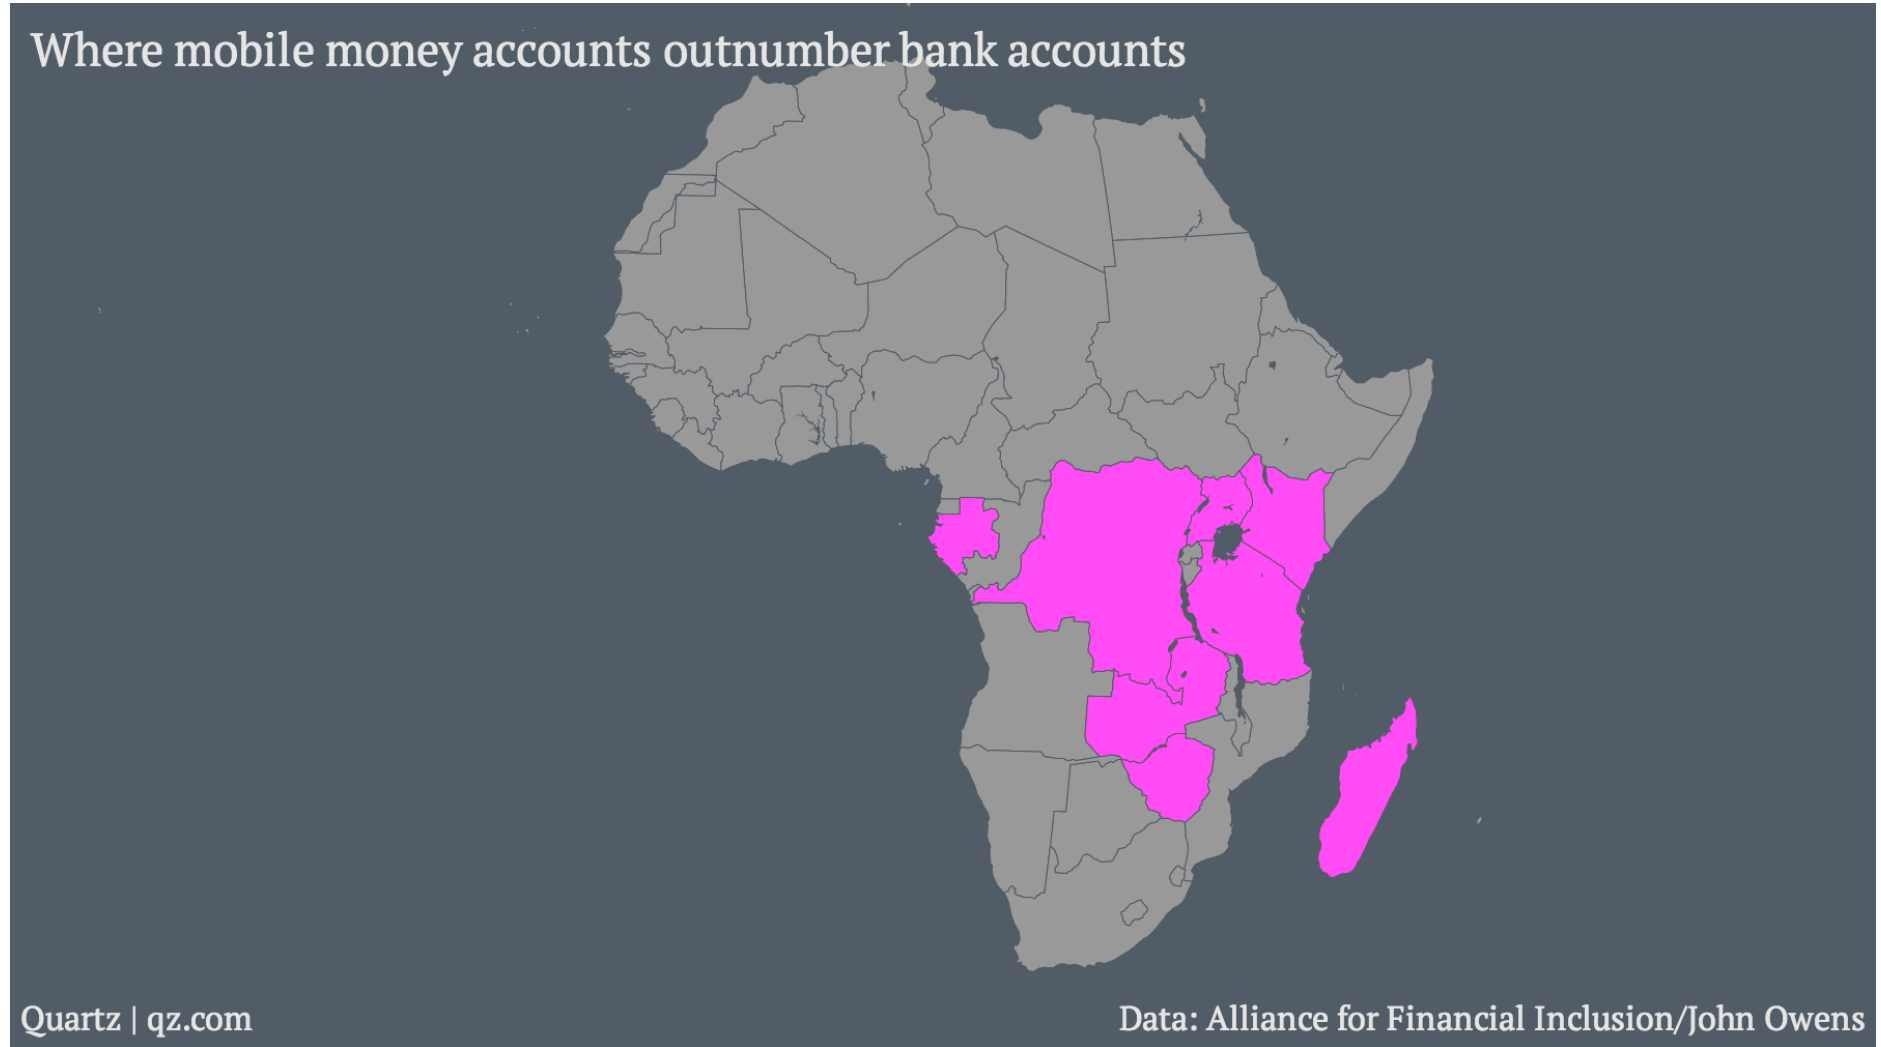 Where mobile money accounts outnumber bank accounts
Quartz | qz.com
Data: Alliance for Financial Inclusion/John Owens